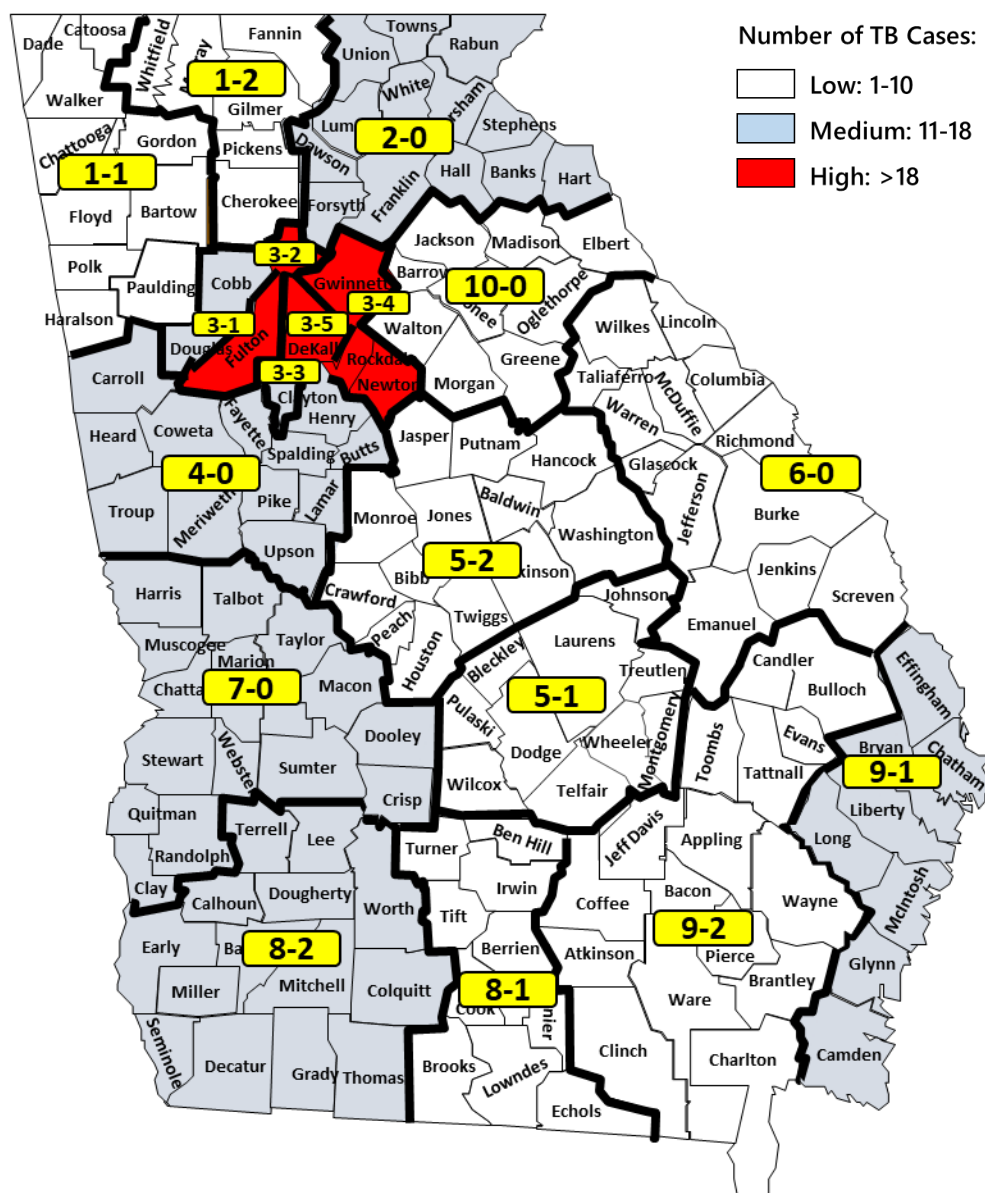 Number of TB Cases:
Low: 1-10
Medium: 11-18
High: >18
Dade
Catoosa
Whitfield
Fannin
Towns
Union
Rabun
Walker
1-2
Gilmer
White
Stephens
2-0
Chattooga
Gordon
Pickens
Dawson
1-1
Hall
Banks
Hart
Floyd
Bartow
Cherokee
Forsyth
Franklin
Jackson
Madison
Elbert
Polk
Paulding
Cobb
3-2
Gwinnett
10-0
Oglethorpe
Haralson
3-1
3-5
3-4
Walton
Wilkes
Lincoln
Douglas
Fulton
DeKalb
Rockdale
Greene
Carroll
3-3
Newton
Morgan
Taliaferro
McDuffie
Columbia
Clayton
Henry
Warren
Heard
Coweta
Fayette
Spalding
Butts
Jasper
Putnam
Hancock
Glascock
Richmond
4-0
6-0
Troup
Meriwether
Pike
Lamar
Monroe
Jones
Baldwin
Washington
Jefferson
Burke
Upson
Bibb
5-2
Jenkins
Harris
Talbot
Crawford
Johnson
Screven
Muscogee
Taylor
Peach
Houston
Twiggs
Emanuel
Marion
Bleckley
Laurens
Treutlen
Candler
Bulloch
Effingham
7-0
Macon
5-1
Pulaski
Montgomery
Dooley
Dodge
Wheeler
Toombs
Evans
Bryan
Chatham
Stewart
Webster
Sumter
Wilcox
Telfair
Tattnall
9-1
Crisp
Liberty
Quitman
Terrell
Lee
Turner
Ben Hill
Jeff Davis
Appling
Long
Randolph
Clay
Calhoun
Dougherty
Worth
Irwin
Coffee
Bacon
Wayne
McIntosh
Tift
Early
8-2
Berrien
Atkinson
9-2
Pierce
Glynn
Miller
Mitchell
Colquitt
8-1
Cook
Ware
Brantley
Seminole
Decatur
Grady
Thomas
Brooks
Lowndes
Clinch
Charlton
Camden
Echols